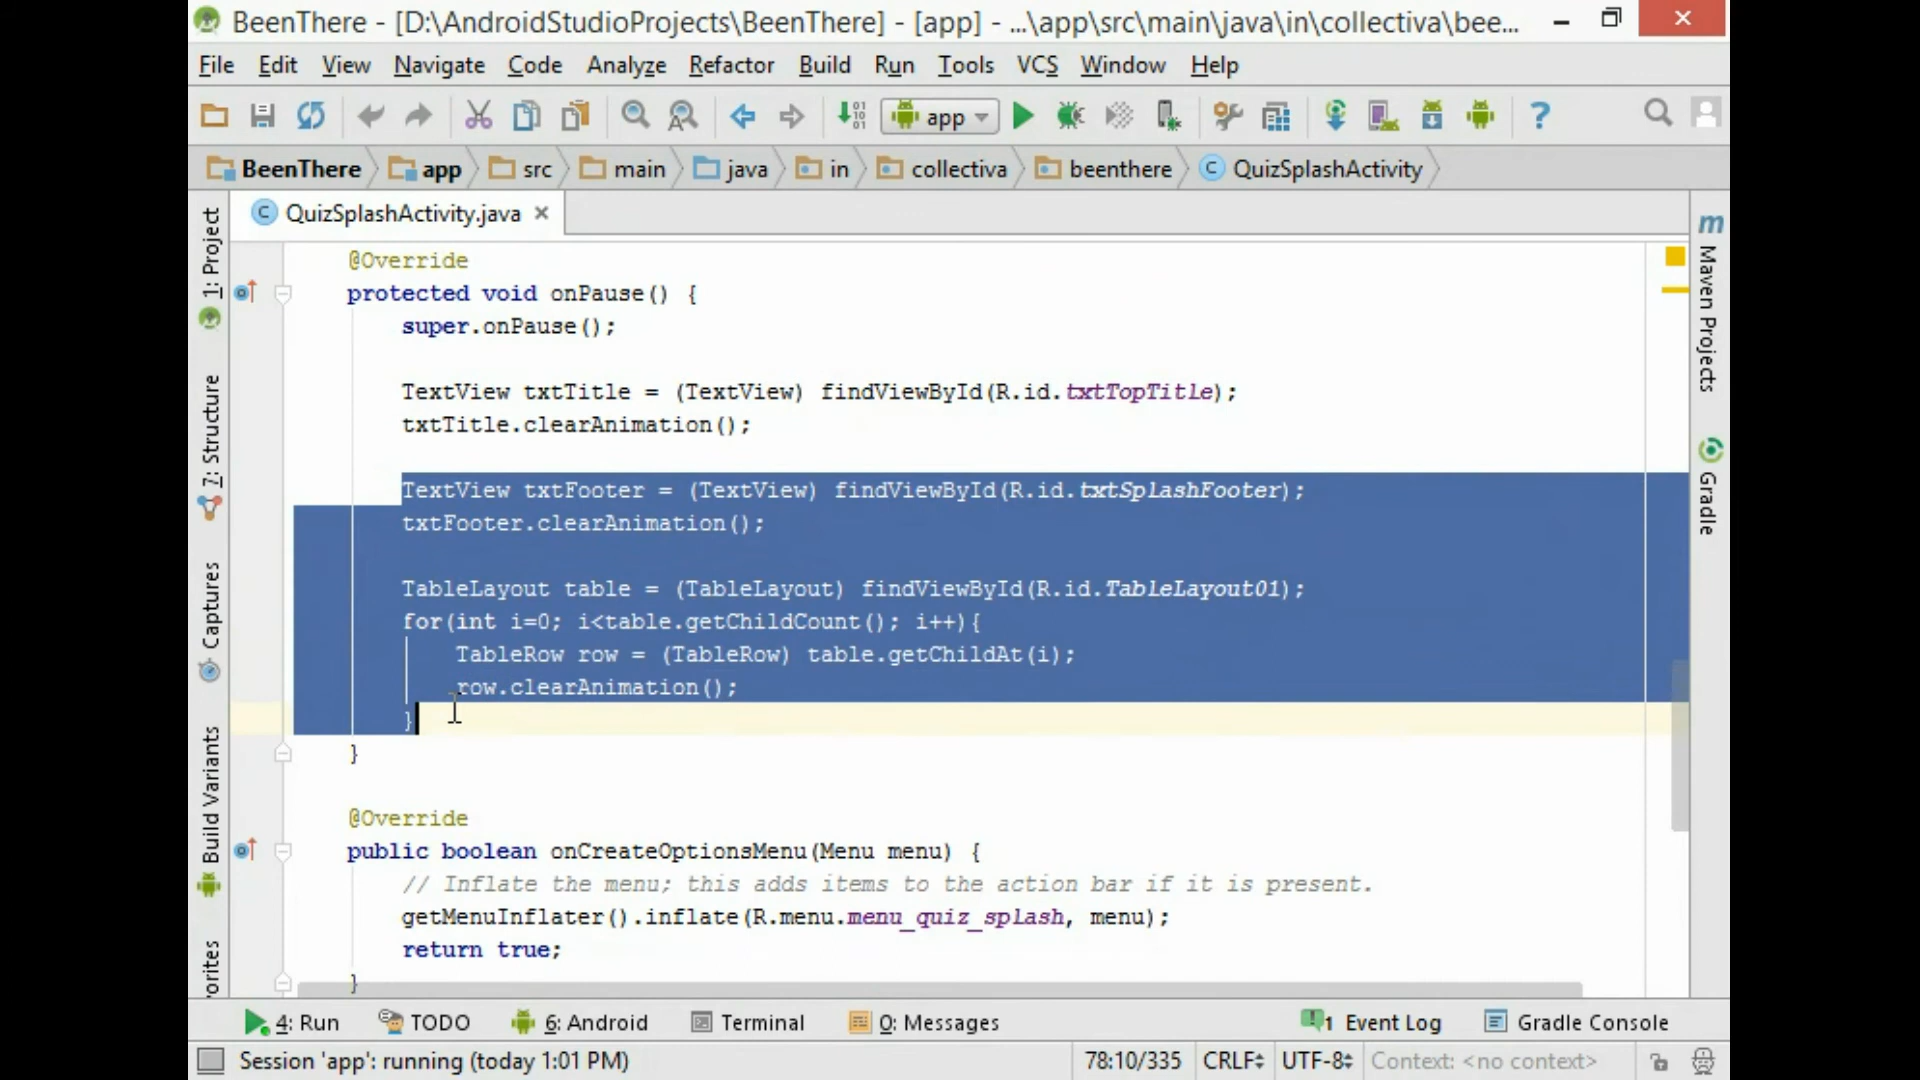 BeenThere - [D:\AndroidStudioProjects\BeenThere] - [app] - ...\app\src\main\java\in\collectiva\bee...
File Edit View Navigate Code Analyze Refactor Build Run Tools VCS Window Help
app
BeenThere app src main java in collectiva beenthere QuizSplashActivity
QuizSplashActivity.java
1: Project
7: Structure
Captures
Build Variants
vorites
@Override
protected void onPause() {
super.onPause();
TextView txtTitle = (TextView) findViewById(R.id.txtTopTitle);
txtTitle.clearAnimation();
TextView txtFooter = (TextView) findViewById(R.id.txtSplashFooter);
txtFooter.clearAnimation();
TableLayout table = (TableLayout) findViewById(R.id.TableLayout01);
for(int i=0; i<table.getChildCount(); i++){
TableRow row = (TableRow) table.getChildAt(i);
row.clearAnimation();
}
}
@Override
public boolean onCreateOptionsMenu(Menu menu) {
// Inflate the menu; this adds items to the action bar if it is present.
getMenuInflater().inflate(R.menu.menu_quiz_splash, menu);
return true;
}
m Maven Projects
Gradle
4: Run TODO 6: Android Terminal 0: Messages 1 Event Log Gradle Console
Session 'app': running (today 1:01 PM) 78:10/335 CRLF UTF-8 Context: <no context>